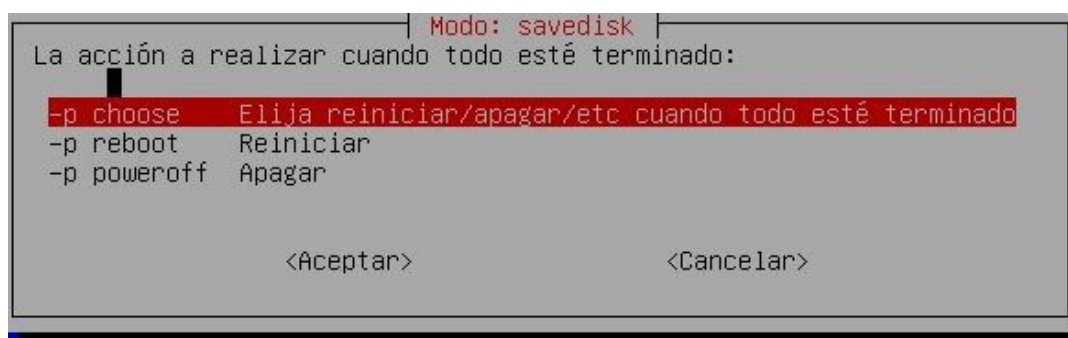 Modo: savedisk
La acción a realizar cuando todo esté terminado:
-p choose Elija reiniciar/apagar/etc cuando todo esté terminado
-p reboot Reiniciar
-p poweroff Apagar
<Aceptar> <Cancelar>